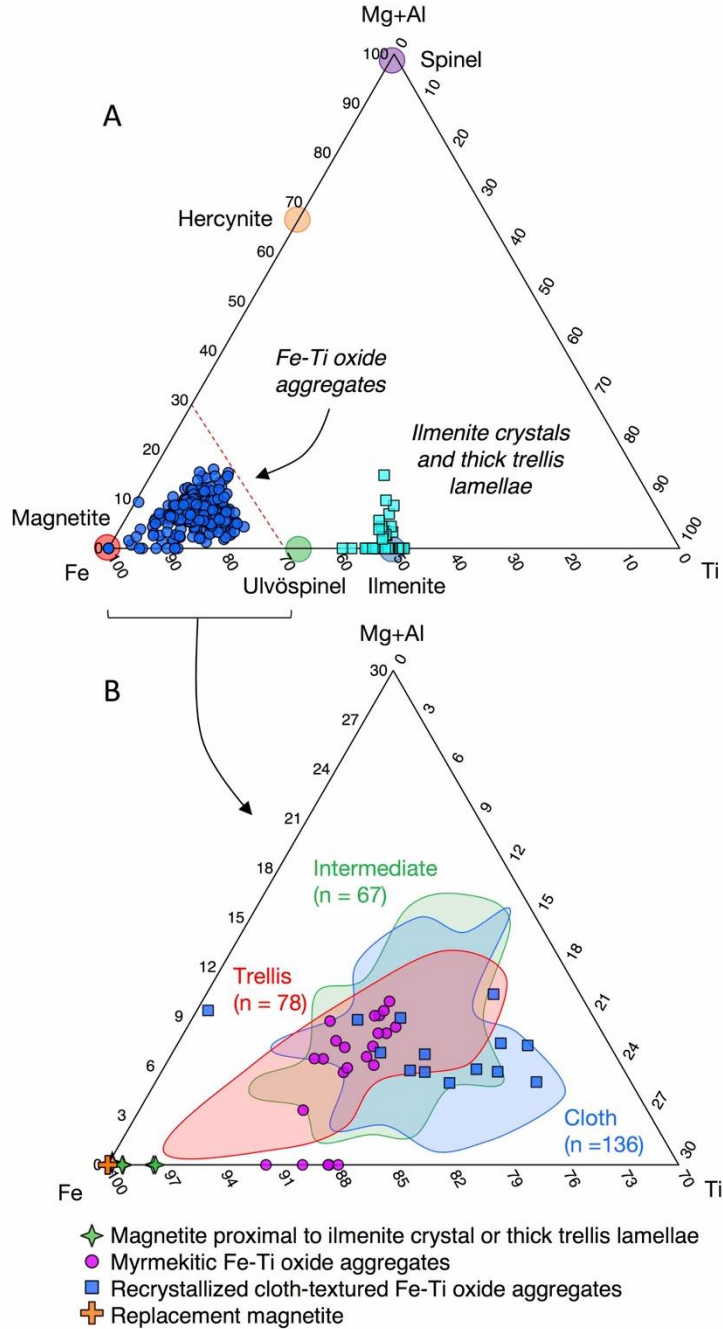 Mg+Al
100
0
Spinel
90
10
A
80
20
70
30
Hercynite
60
40
50
50
40
60
Fe-Ti oxide
aggregates
30
70
Ilmenite crystals
and thick trellis
lamellae
20
80
10
90
Magnetite
0
100
90
80
70
60
50
40
30
20
10
0
100
Fe
Ulvöspinel
Ilmenite
Ti
Mg+Al
B
30
0
27
3
24
6
21
9
18
12
Intermediate
(n = 67)
15
15
12
18
Trellis
(n = 78)
9
21
6
24
3
27
Cloth
(n =136)
0
30
Fe
100
97
94
91
88
85
82
79
76
73
70
Ti
Magnetite proximal to ilmenite crystal or thick trellis lamellae
Myrmekitic Fe-Ti oxide aggregates
Recrystallized cloth-textured Fe-Ti oxide aggregates
Replacement magnetite